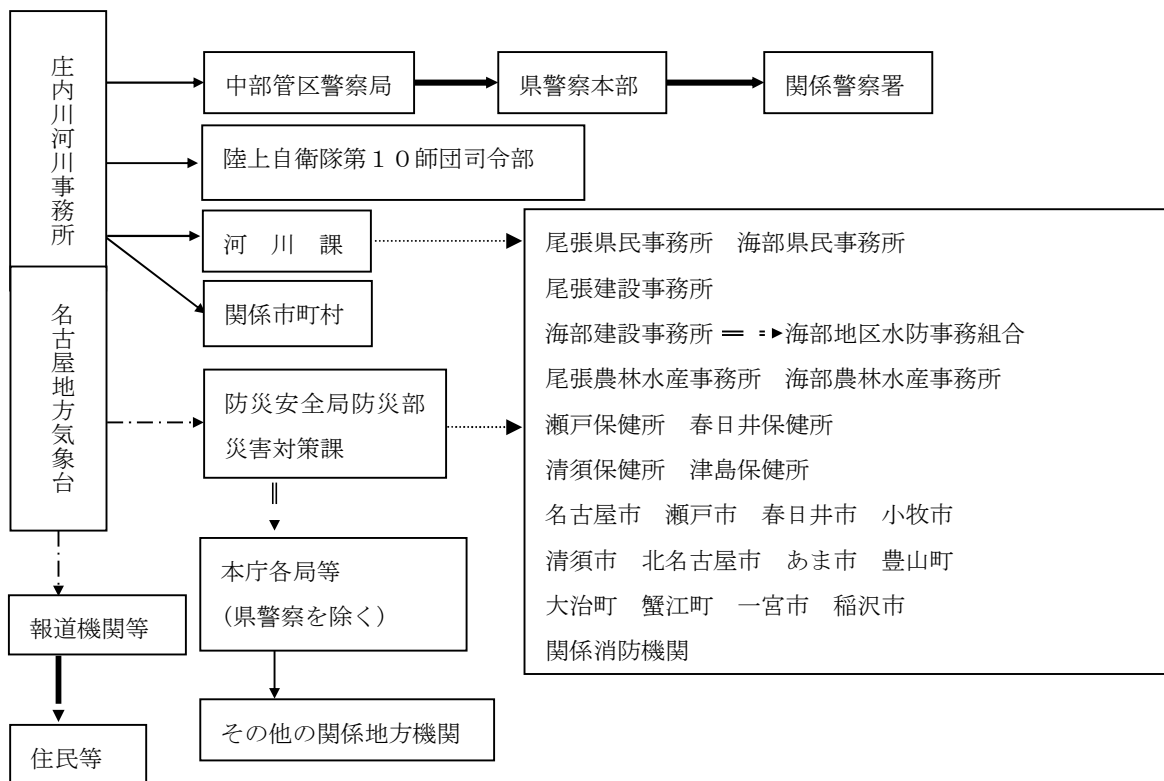 庄内川河川事務所
中部管区警察局
県警察本部
関係警察署
陸上自衛隊第１０師団司令部
河　川　課
関係市町村
名古屋地方気象台
防災安全局防災部
災害対策課
本庁各局等
（県警察を除く）
その他の関係地方機関
報道機関等
住民等
尾張県民事務所　海部県民事務所
尾張建設事務所
海部建設事務所　海部地区水防事務組合
尾張農林水産事務所　海部農林水産事務所
瀬戸保健所　春日井保健所
清須保健所　津島保健所
名古屋市　瀬戸市　春日井市　小牧市
清須市　北名古屋市　あま市　豊山町
大治町　蟹江町　一宮市　稲沢市
関係消防機関